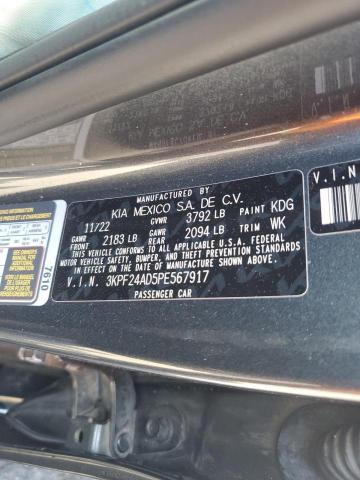 MANUFACTURED BY
KIA MEXICO S.A. DE C.V.
11/22 GVWR 3792 LB PAINT KDG
GAWR FRONT 2183 LB GAWR REAR 2094 LB TRIM WK
THIS VEHICLE CONFORMS TO ALL APPLICABLE
U.S. FEDERAL MOTOR VEHICLE SAFETY,
BUMPER, AND THEFT PREVENTION STANDARDS
IN EFFECT ON THE DATE OF MANUFACTURE
SHOWN ABOVE.
V.I.N. 3KPF24AD5PE567917
PASSENGER CAR
V.I.N
7610